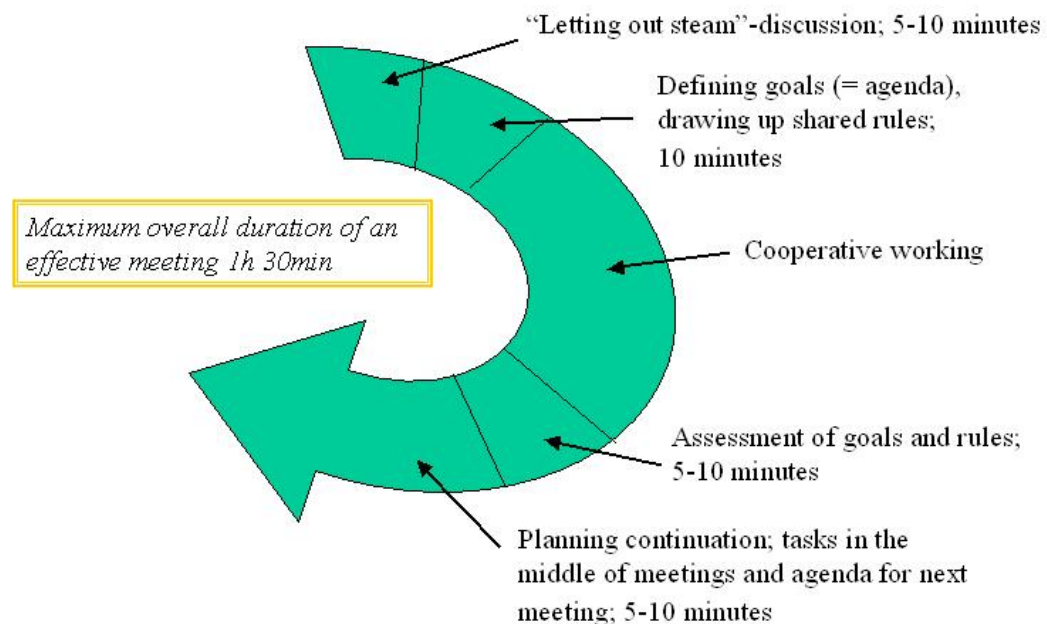 “Letting out steam”-discussion; 5-10 minutes
Defining goals (= agenda),
drawing up shared rules;
10 minutes
Maximum overall duration of an
effective meeting 1h 30min
Cooperative working
Assessment of goals and rules;
5-10 minutes
Planning continuation; tasks in the
middle of meetings and agenda for next
meeting; 5-10 minutes